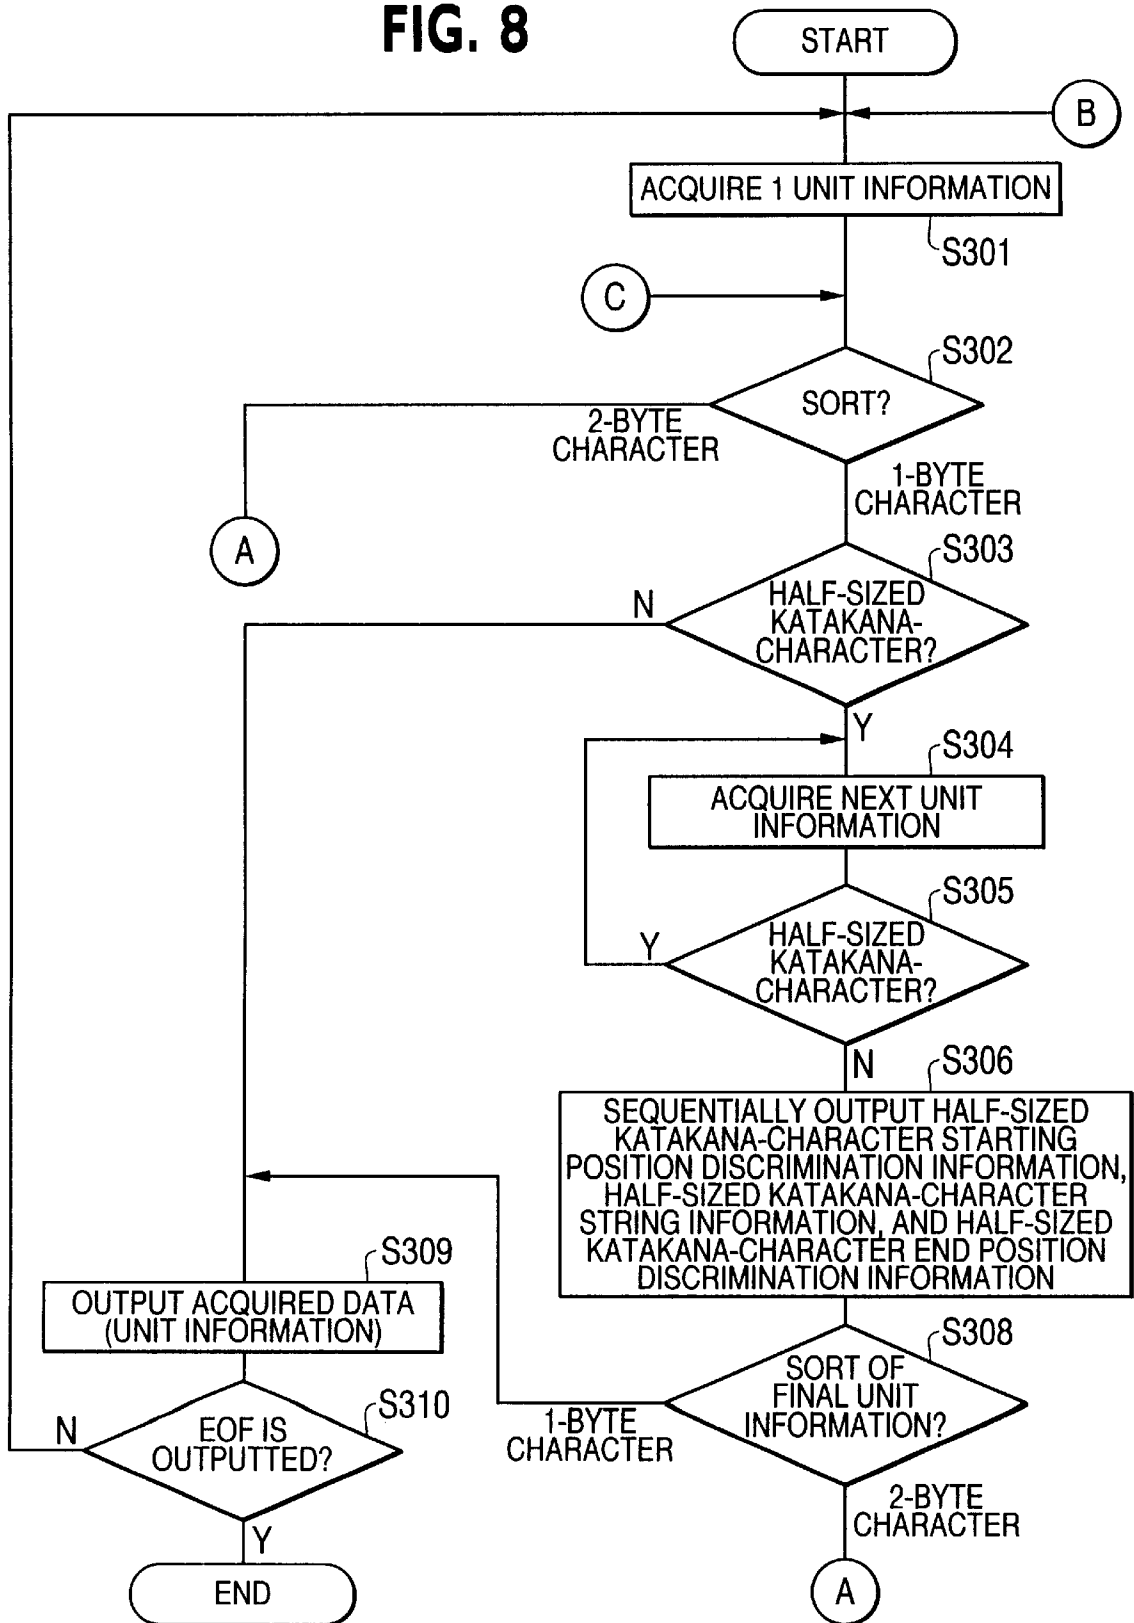 FIG. 8
START
B
ACQUIRE 1 UNIT INFORMATION
S301
C
S302
SORT?
2-BYTE
CHARACTER
1-BYTE
CHARACTER
A
S303
HALF-SIZED
KATAKANA-
CHARACTER?
N
Y
S304
ACQUIRE NEXT UNIT
INFORMATION
S305
HALF-SIZED
KATAKANA-
CHARACTER?
Y
N
S306
SEQUENTIALLY OUTPUT HALF-SIZED
KATAKANA-CHARACTER STARTING
POSITION DISCRIMINATION INFORMATION,
HALF-SIZED KATAKANA-CHARACTER
STRING INFORMATION, AND HALF-SIZED
KATAKANA-CHARACTER END POSITION
DISCRIMINATION INFORMATION
S309
OUTPUT ACQUIRED DATA
(UNIT INFORMATION)
S308
SORT OF
FINAL UNIT
INFORMATION?
1-BYTE
CHARACTER
S310
N
EOF IS
OUTPUTTED?
2-BYTE
CHARACTER
Y
END
A